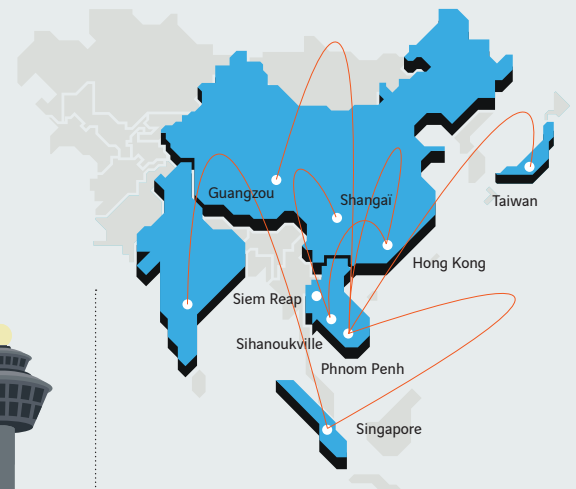 Guangzou
Shangaï
Taiwan
Hong Kong
Siem Reap
Sihanoukville
Phnom Penh
Singapore